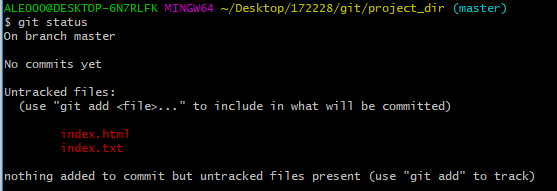 ALEOOO@DESKTOP-6N7RLFK MINGW64 ~/Desktop/172228/git/project_dir (master)
$ git status
On branch master
No commits yet
Untracked files:
(use "git add <file>..." to include in what will be committed)
index.html
index.txt
nothing added to commit but untracked files present (use "git add" to track)